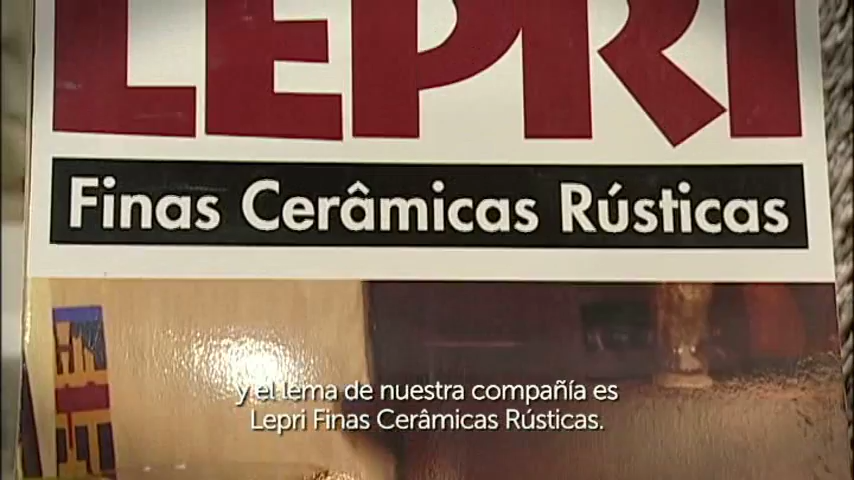 LEPRI
Finas Cerâmicas Rústicas
y el lema de nuestra compañía es
Lepri Finas Cerâmicas Rústicas.